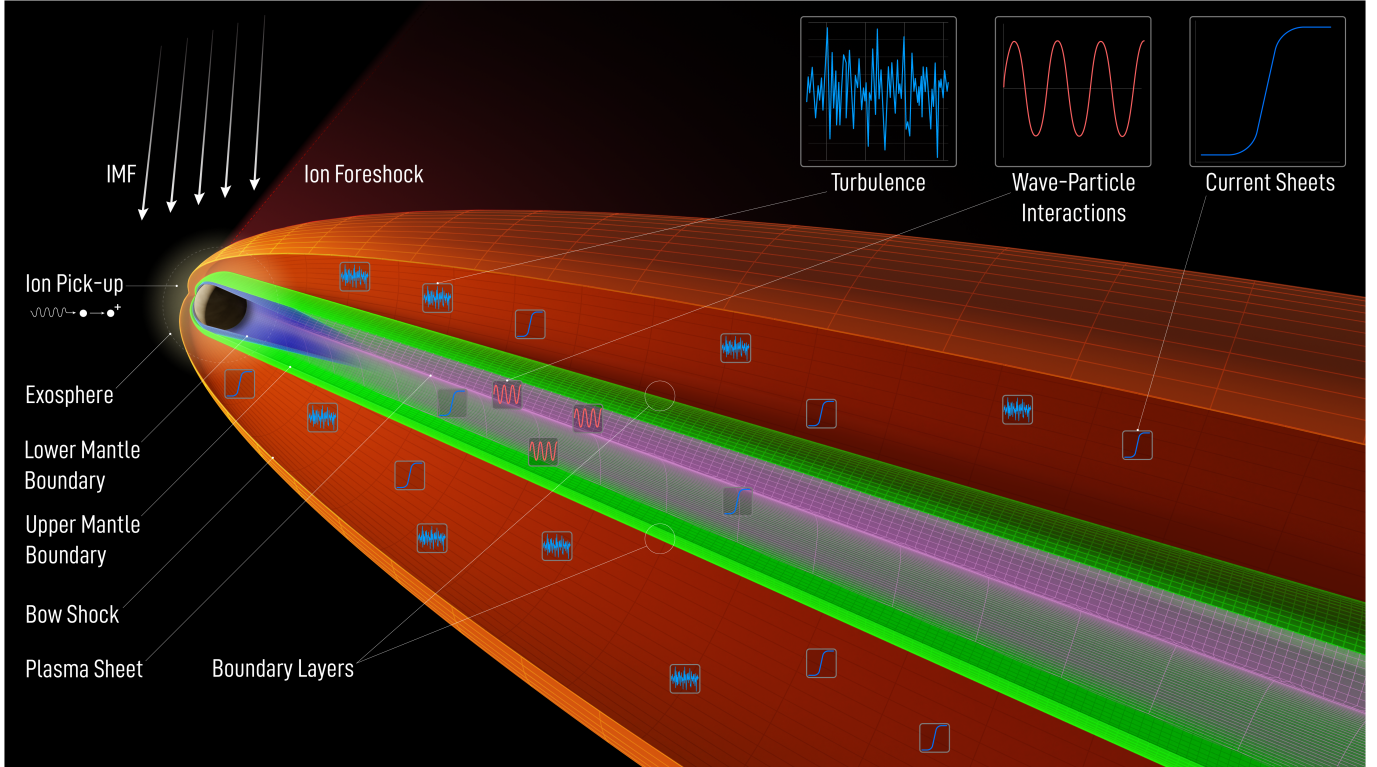 Turbulence
Wave-Particle
Interactions
Current Sheets
IMF
Ion Foreshock
Ion Pick-up
+
Exosphere
Lower Mantle
Boundary
Upper Mantle
Boundary
Bow Shock
Plasma Sheet
Boundary Layers